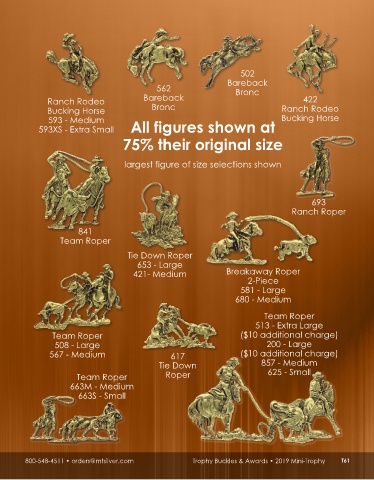 502
Bareback
Bronc
562
Bareback
Bronc
422
Ranch Rodeo
Bucking Horse
Ranch Rodeo
Bucking Horse
593 - Medium
593XS - Extra Small
All figures shown at
75% their original size
largest figure of size selections shown
693
Ranch Roper
841
Team Roper
Tie Down Roper
653 - Large
421- Medium
Breakaway Roper
2-Piece
581 - Large
680 - Medium
Team Roper
513 - Extra Large
($10 additional charge)
200 - Large
($10 additional charge)
857 - Medium
625 - Small
Team Roper
508 - Large
567 - Medium
617
Tie Down
Roper
Team Roper
663M - Medium
663S - Small
800-548-4511 • orders@mtsilver.com Trophy Buckles & Awards • 2019 Mini-Trophy T61